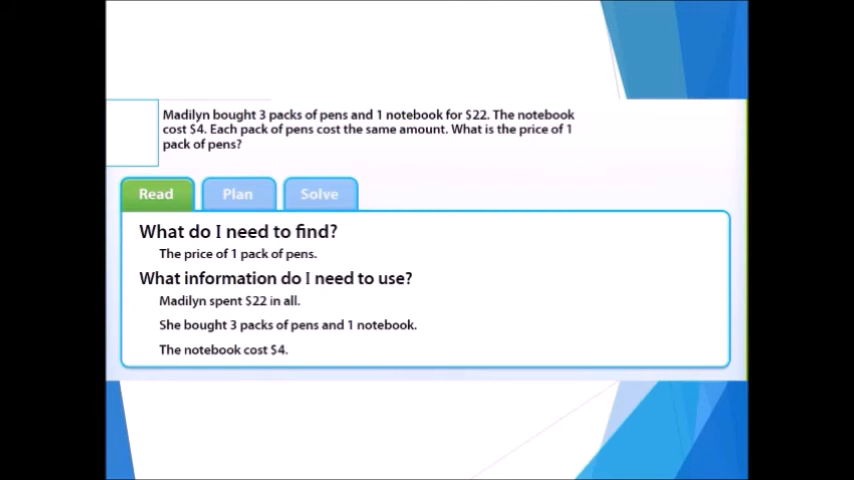 Madilyn bought 3 packs of pens and 1 notebook for $22. The notebook
cost $4. Each pack of pens cost the same amount. What is the price of 1
pack of pens?
Read Plan Solve
What do I need to find?
The price of 1 pack of pens.
What information do I need to use?
Madilyn spent $22 in all.
She bought 3 packs of pens and 1 notebook.
The notebook cost $4.